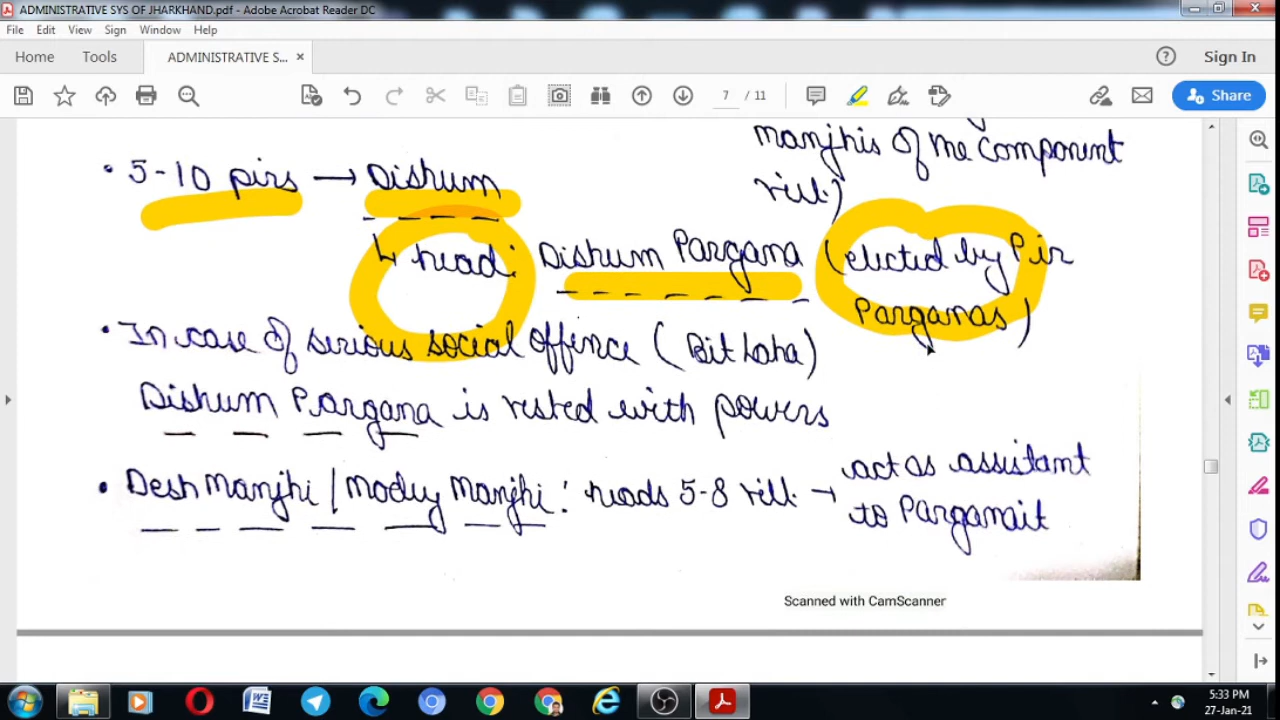 ADMINISTRATIVE SYS OF JHARKHAND.pdf - Adobe Acrobat Reader DC
File Edit View Sign Window Help
Home Tools ADMINISTRATIVE S... × Sign In
7 / 11 Share
manjhis of the component
vill.)
• 5-10 pirs → Dishum
↳ head: Dishum Pargana (elected by Pir
Parganas)
• In case of serious social offence (Bitlaha)
Dishum Pargana is vested with powers
• Desh Manjhi / Modey Manjhi : heads 5-8 vill. → act as assistant
to Parganait
Scanned with CamScanner
5:33 PM
27-Jan-21